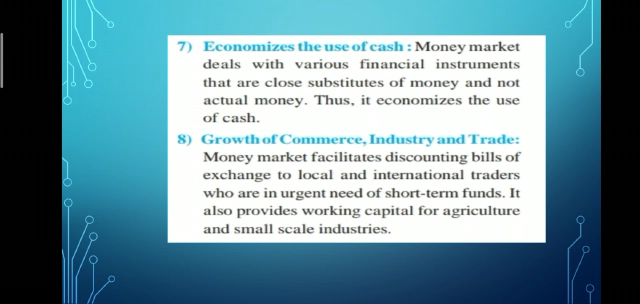 7) Economizes the use of cash : Money market
deals with various financial instruments
that are close substitutes of money and not
actual money. Thus, it economizes the use
of cash.
8) Growth of Commerce, Industry and Trade:
Money market facilitates discounting bills of
exchange to local and international traders
who are in urgent need of short-term funds. It
also provides working capital for agriculture
and small scale industries.